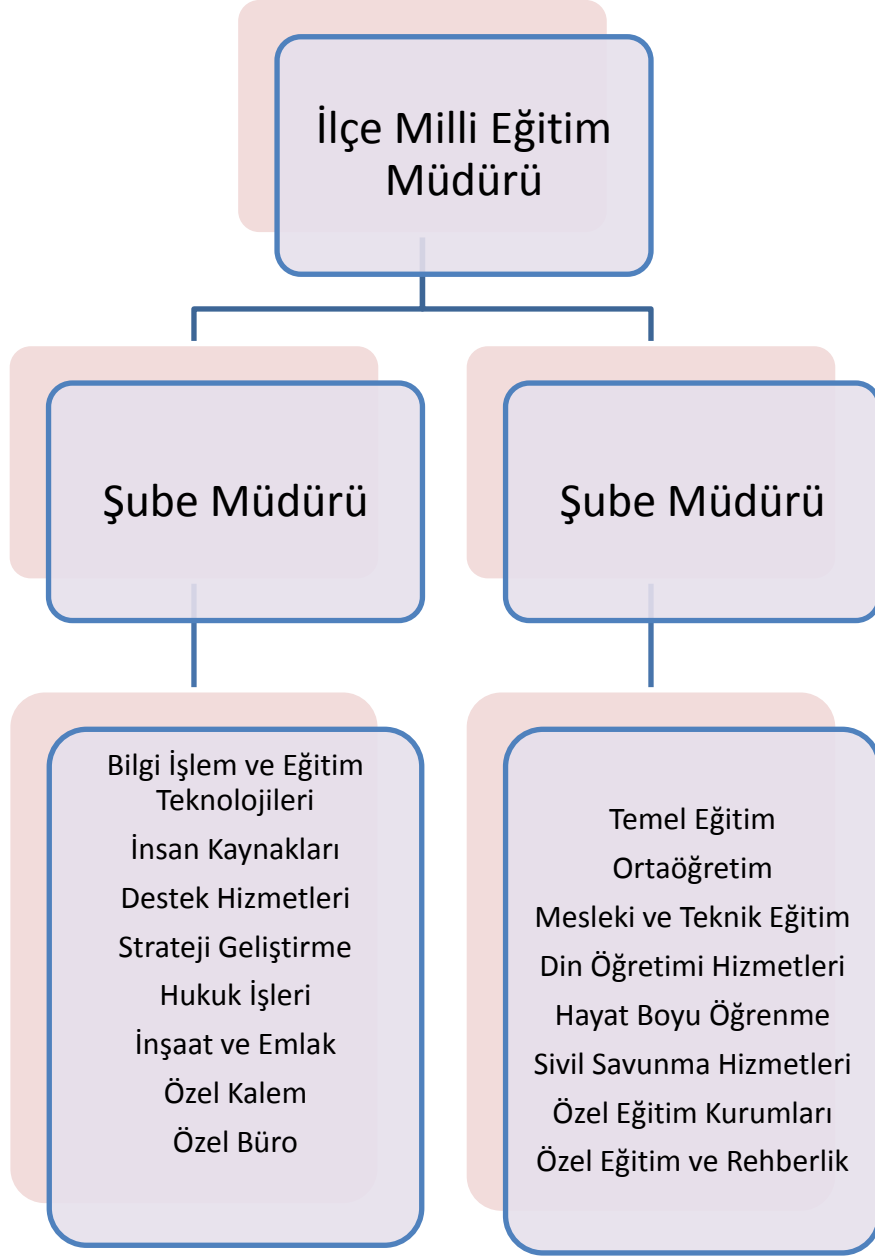 İlçe Milli Eğitim
Müdürü
Şube Müdürü
Şube Müdürü
Bilgi İşlem ve Eğitim
Teknolojileri
İnsan Kaynakları
Destek Hizmetleri
Strateji Geliştirme
Hukuk İşleri
İnşaat ve Emlak
Özel Kalem
Özel Büro
Temel Eğitim
Ortaöğretim
Mesleki ve Teknik Eğitim
Din Öğretimi Hizmetleri
Hayat Boyu Öğrenme
Sivil Savunma Hizmetleri
Özel Eğitim Kurumları
Özel Eğitim ve Rehberlik